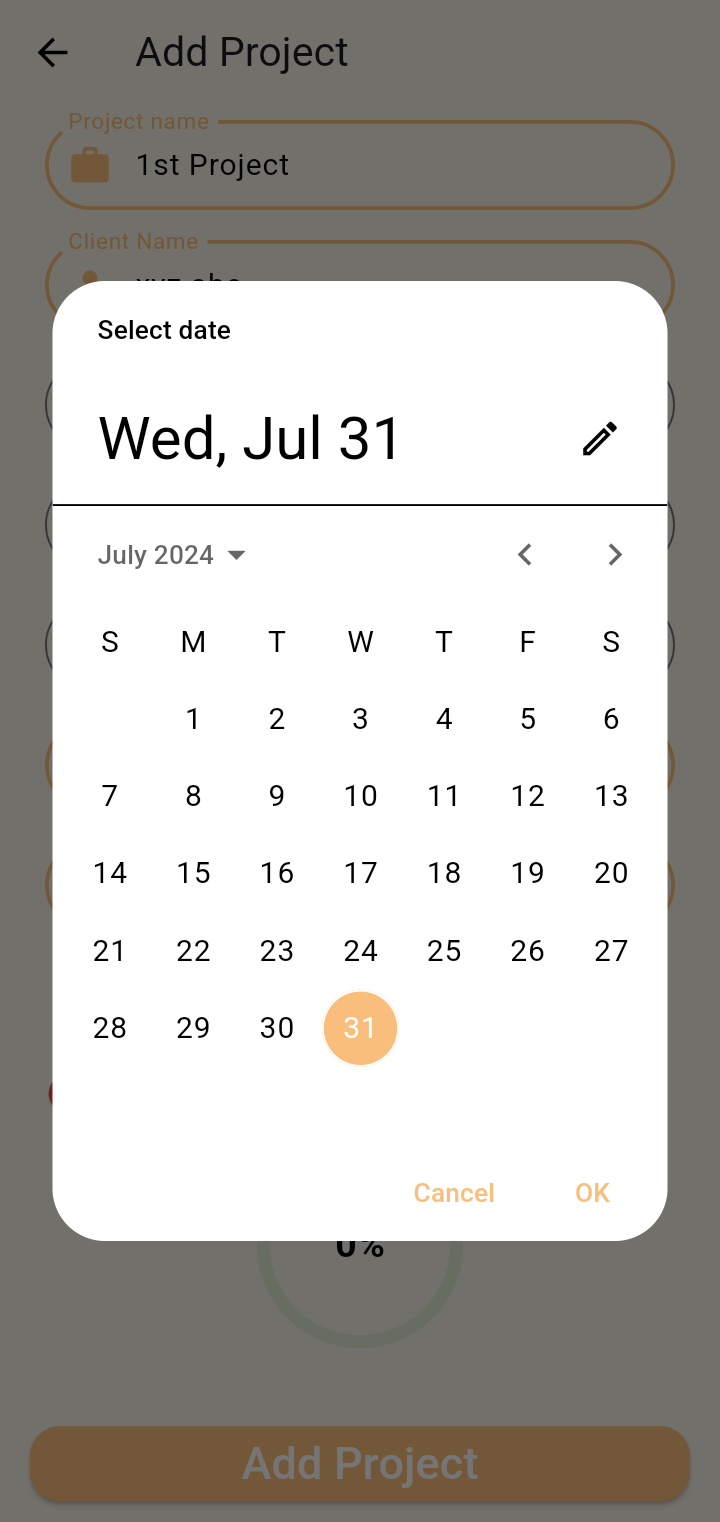 Add Project
Project name
1st Project
Client Name
Select date
Wed, Jul 31
July 2024
S M T W T F S
1 2 3 4 5 6
7 8 9 10 11 12 13
14 15 16 17 18 19 20
21 22 23 24 25 26 27
28 29 30 31
Cancel OK
0%
Add Project